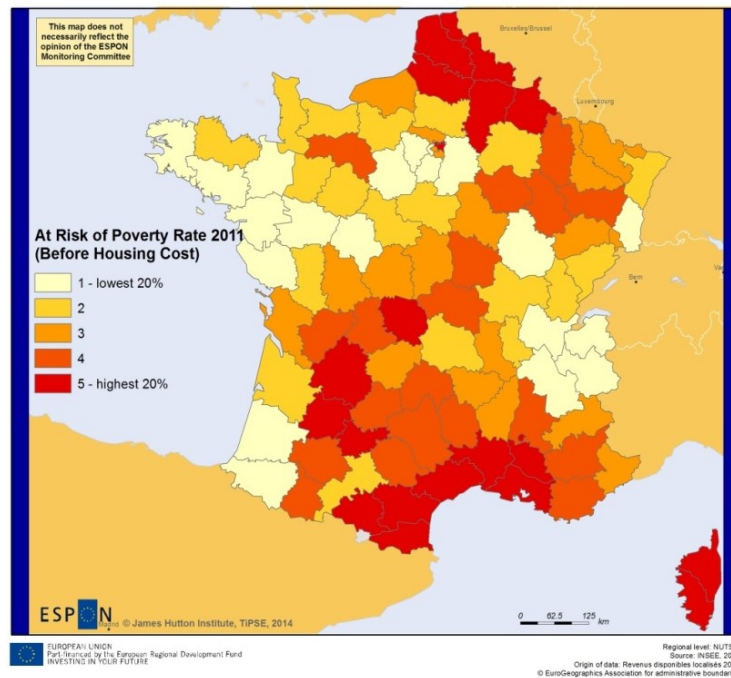 This map does not
necessarily reflect the
opinion of the ESPON
Monitoring Committee
Bruxelles/Brussel
Luxembourg
At Risk of Poverty Rate 2011
(Before Housing Cost)
1 - lowest 20%
2
3
4
5 - highest 20%
Bern
ESPON
Madrid
© James Hutton Institute, TiPSE, 2014
0 62.5 125
km
EUROPEAN UNION
Part-financed by the European Regional Development Fund
INVESTING IN YOUR FUTURE
Regional level: NUTS
Source: INSEE, 20
Origin of data: Revenus disponibles localisés 20
© EuroGeographics Association for administrative boundar